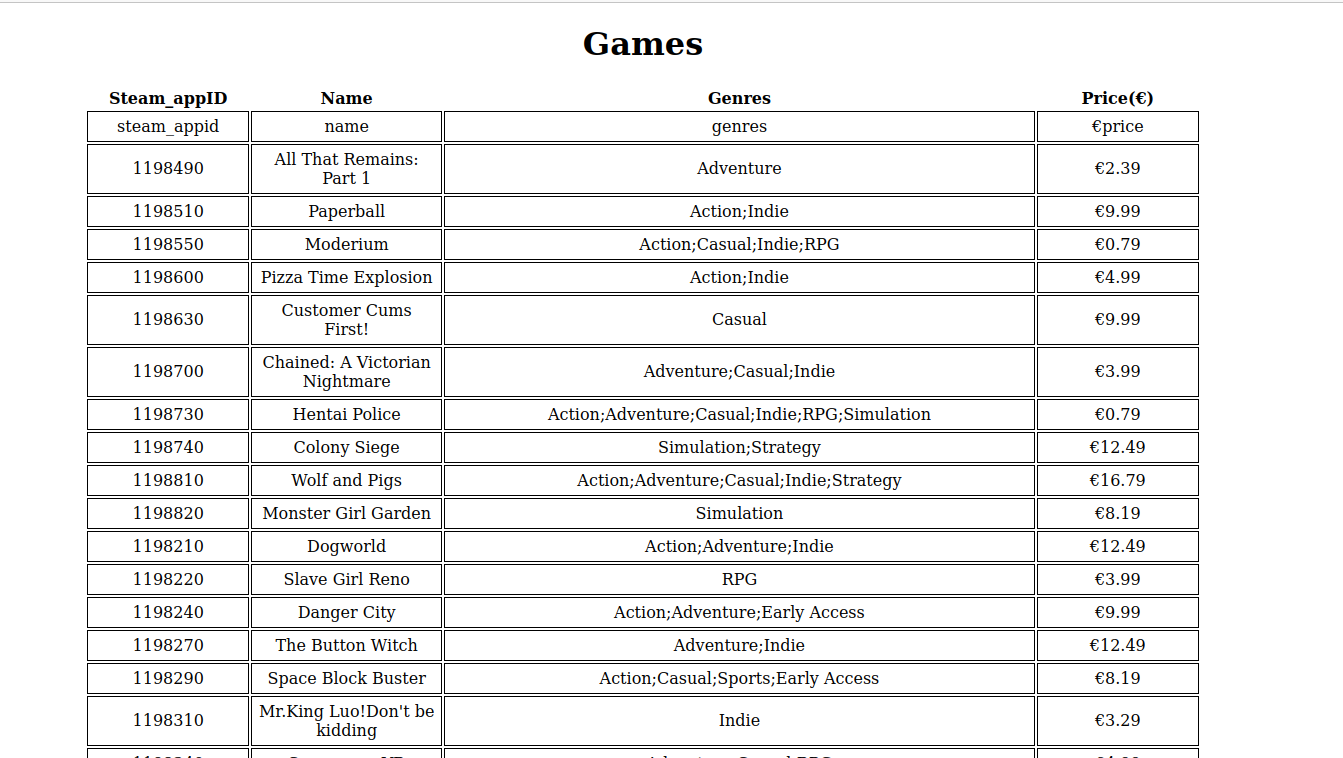 Games
Steam_appID Name Genres Price(€)
steam_appid name genres €price
1198490 All That Remains: Part 1 Adventure €2.39
1198510 Paperball Action;Indie €9.99
1198550 Moderium Action;Casual;Indie;RPG €0.79
1198600 Pizza Time Explosion Action;Indie €4.99
1198630 Customer Cums First! Casual €9.99
1198700 Chained: A Victorian Nightmare Adventure;Casual;Indie €3.99
1198730 Hentai Police Action;Adventure;Casual;Indie;RPG;Simulation €0.79
1198740 Colony Siege Simulation;Strategy €12.49
1198810 Wolf and Pigs Action;Adventure;Casual;Indie;Strategy €16.79
1198820 Monster Girl Garden Simulation €8.19
1198210 Dogworld Action;Adventure;Indie €12.49
1198220 Slave Girl Reno RPG €3.99
1198240 Danger City Action;Adventure;Early Access €9.99
1198270 The Button Witch Adventure;Indie €12.49
1198290 Space Block Buster Action;Casual;Sports;Early Access €8.19
1198310 Mr.King Luo!Don't be kidding Indie €3.29